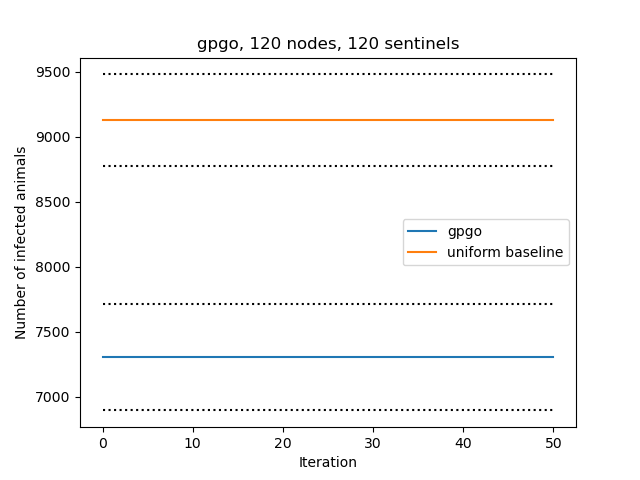 gpgo, 120 nodes, 120 sentinels
9500
9000
8500
8000
7500
7000
Number of infected animals
gpgo
uniform baseline
0 10 20 30 40 50
Iteration